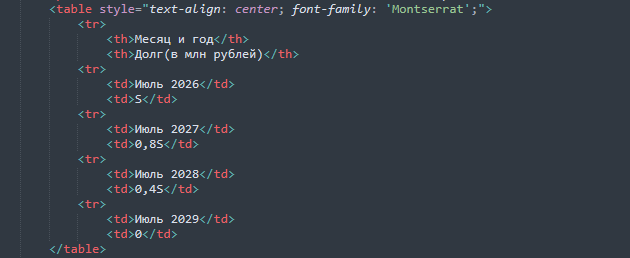 <table style="text-align: center; font-family: 'Montserrat';">
<tr>
<th>Месяц и год</th>
<th>Долг(в млн рублей)</th>
<tr>
<td>Июль 2026</td>
<td>S</td>
<tr>
<td>Июль 2027</td>
<td>0,8S</td>
<tr>
<td>Июль 2028</td>
<td>0,4S</td>
<tr>
<td>Июль 2029</td>
<td>0</td>
</table>